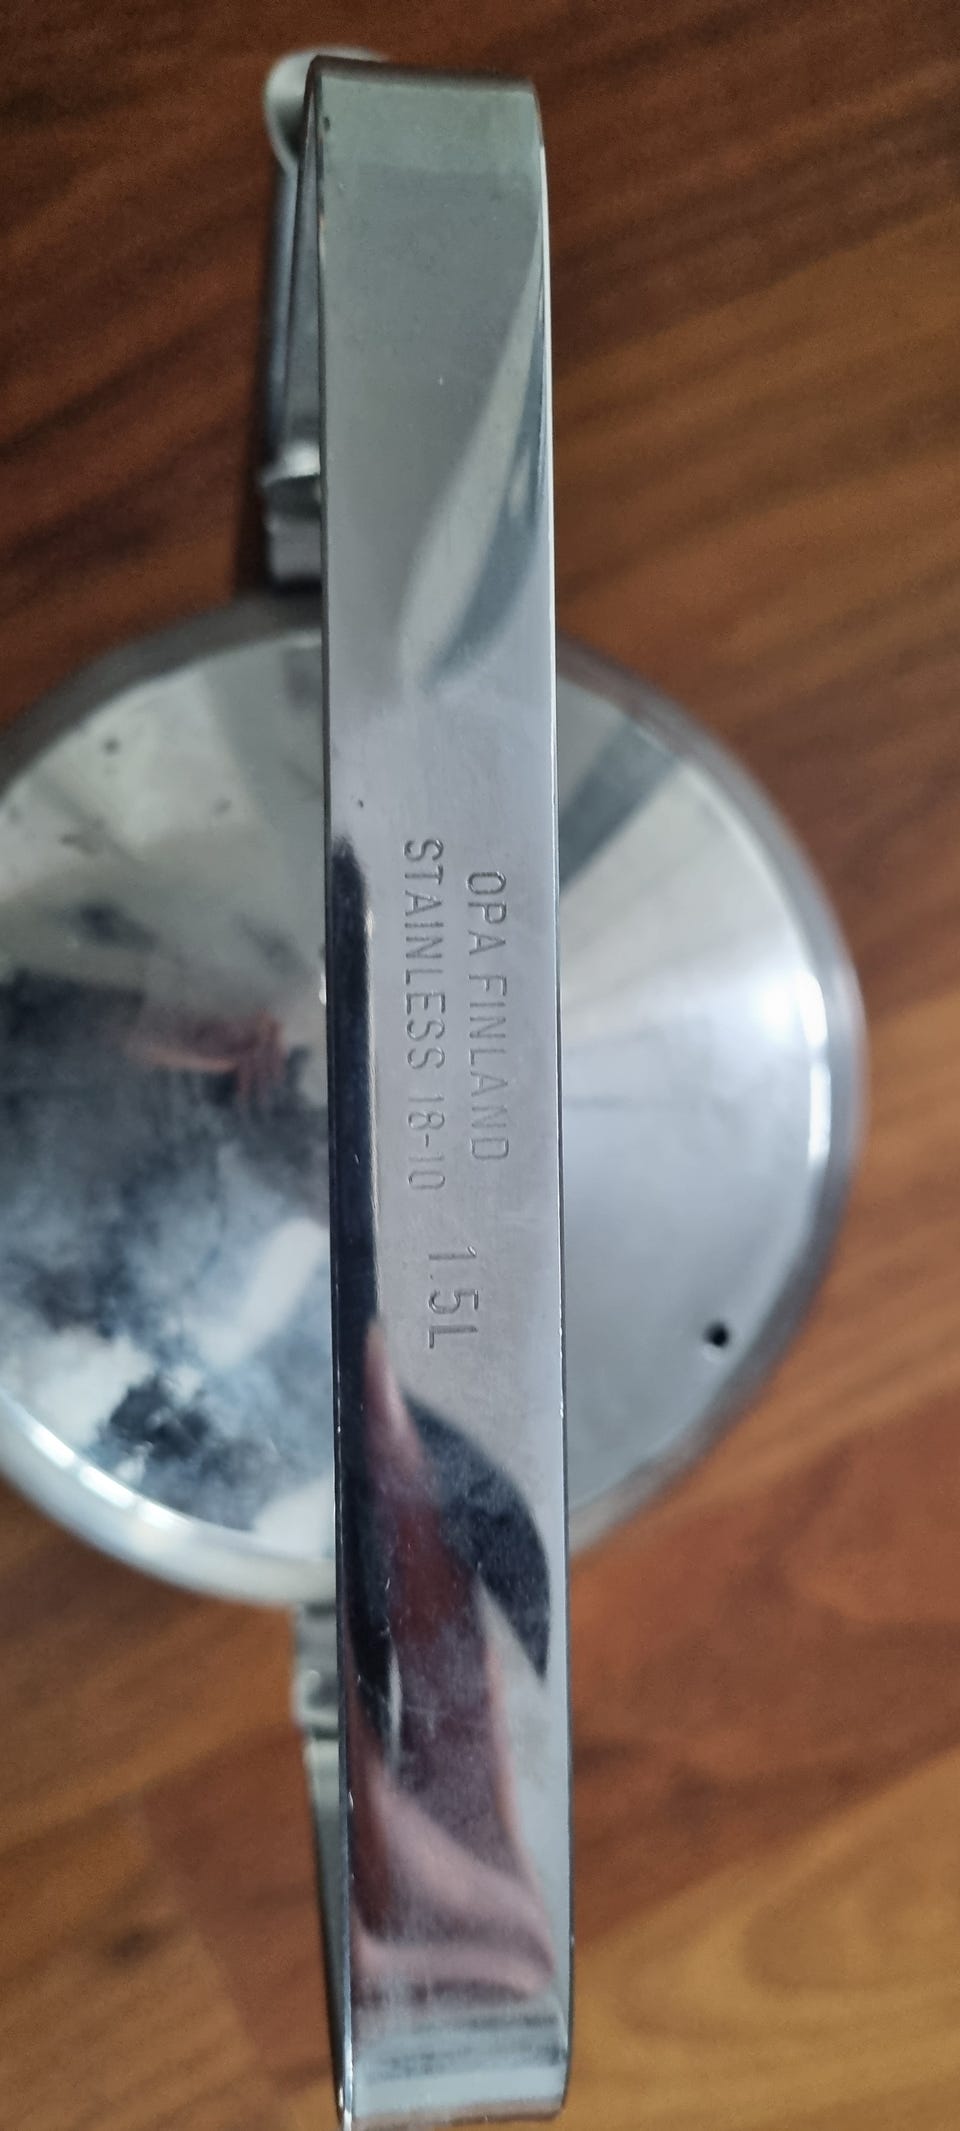 OPA FINLAND
STAINLESS 18-10
1.5L